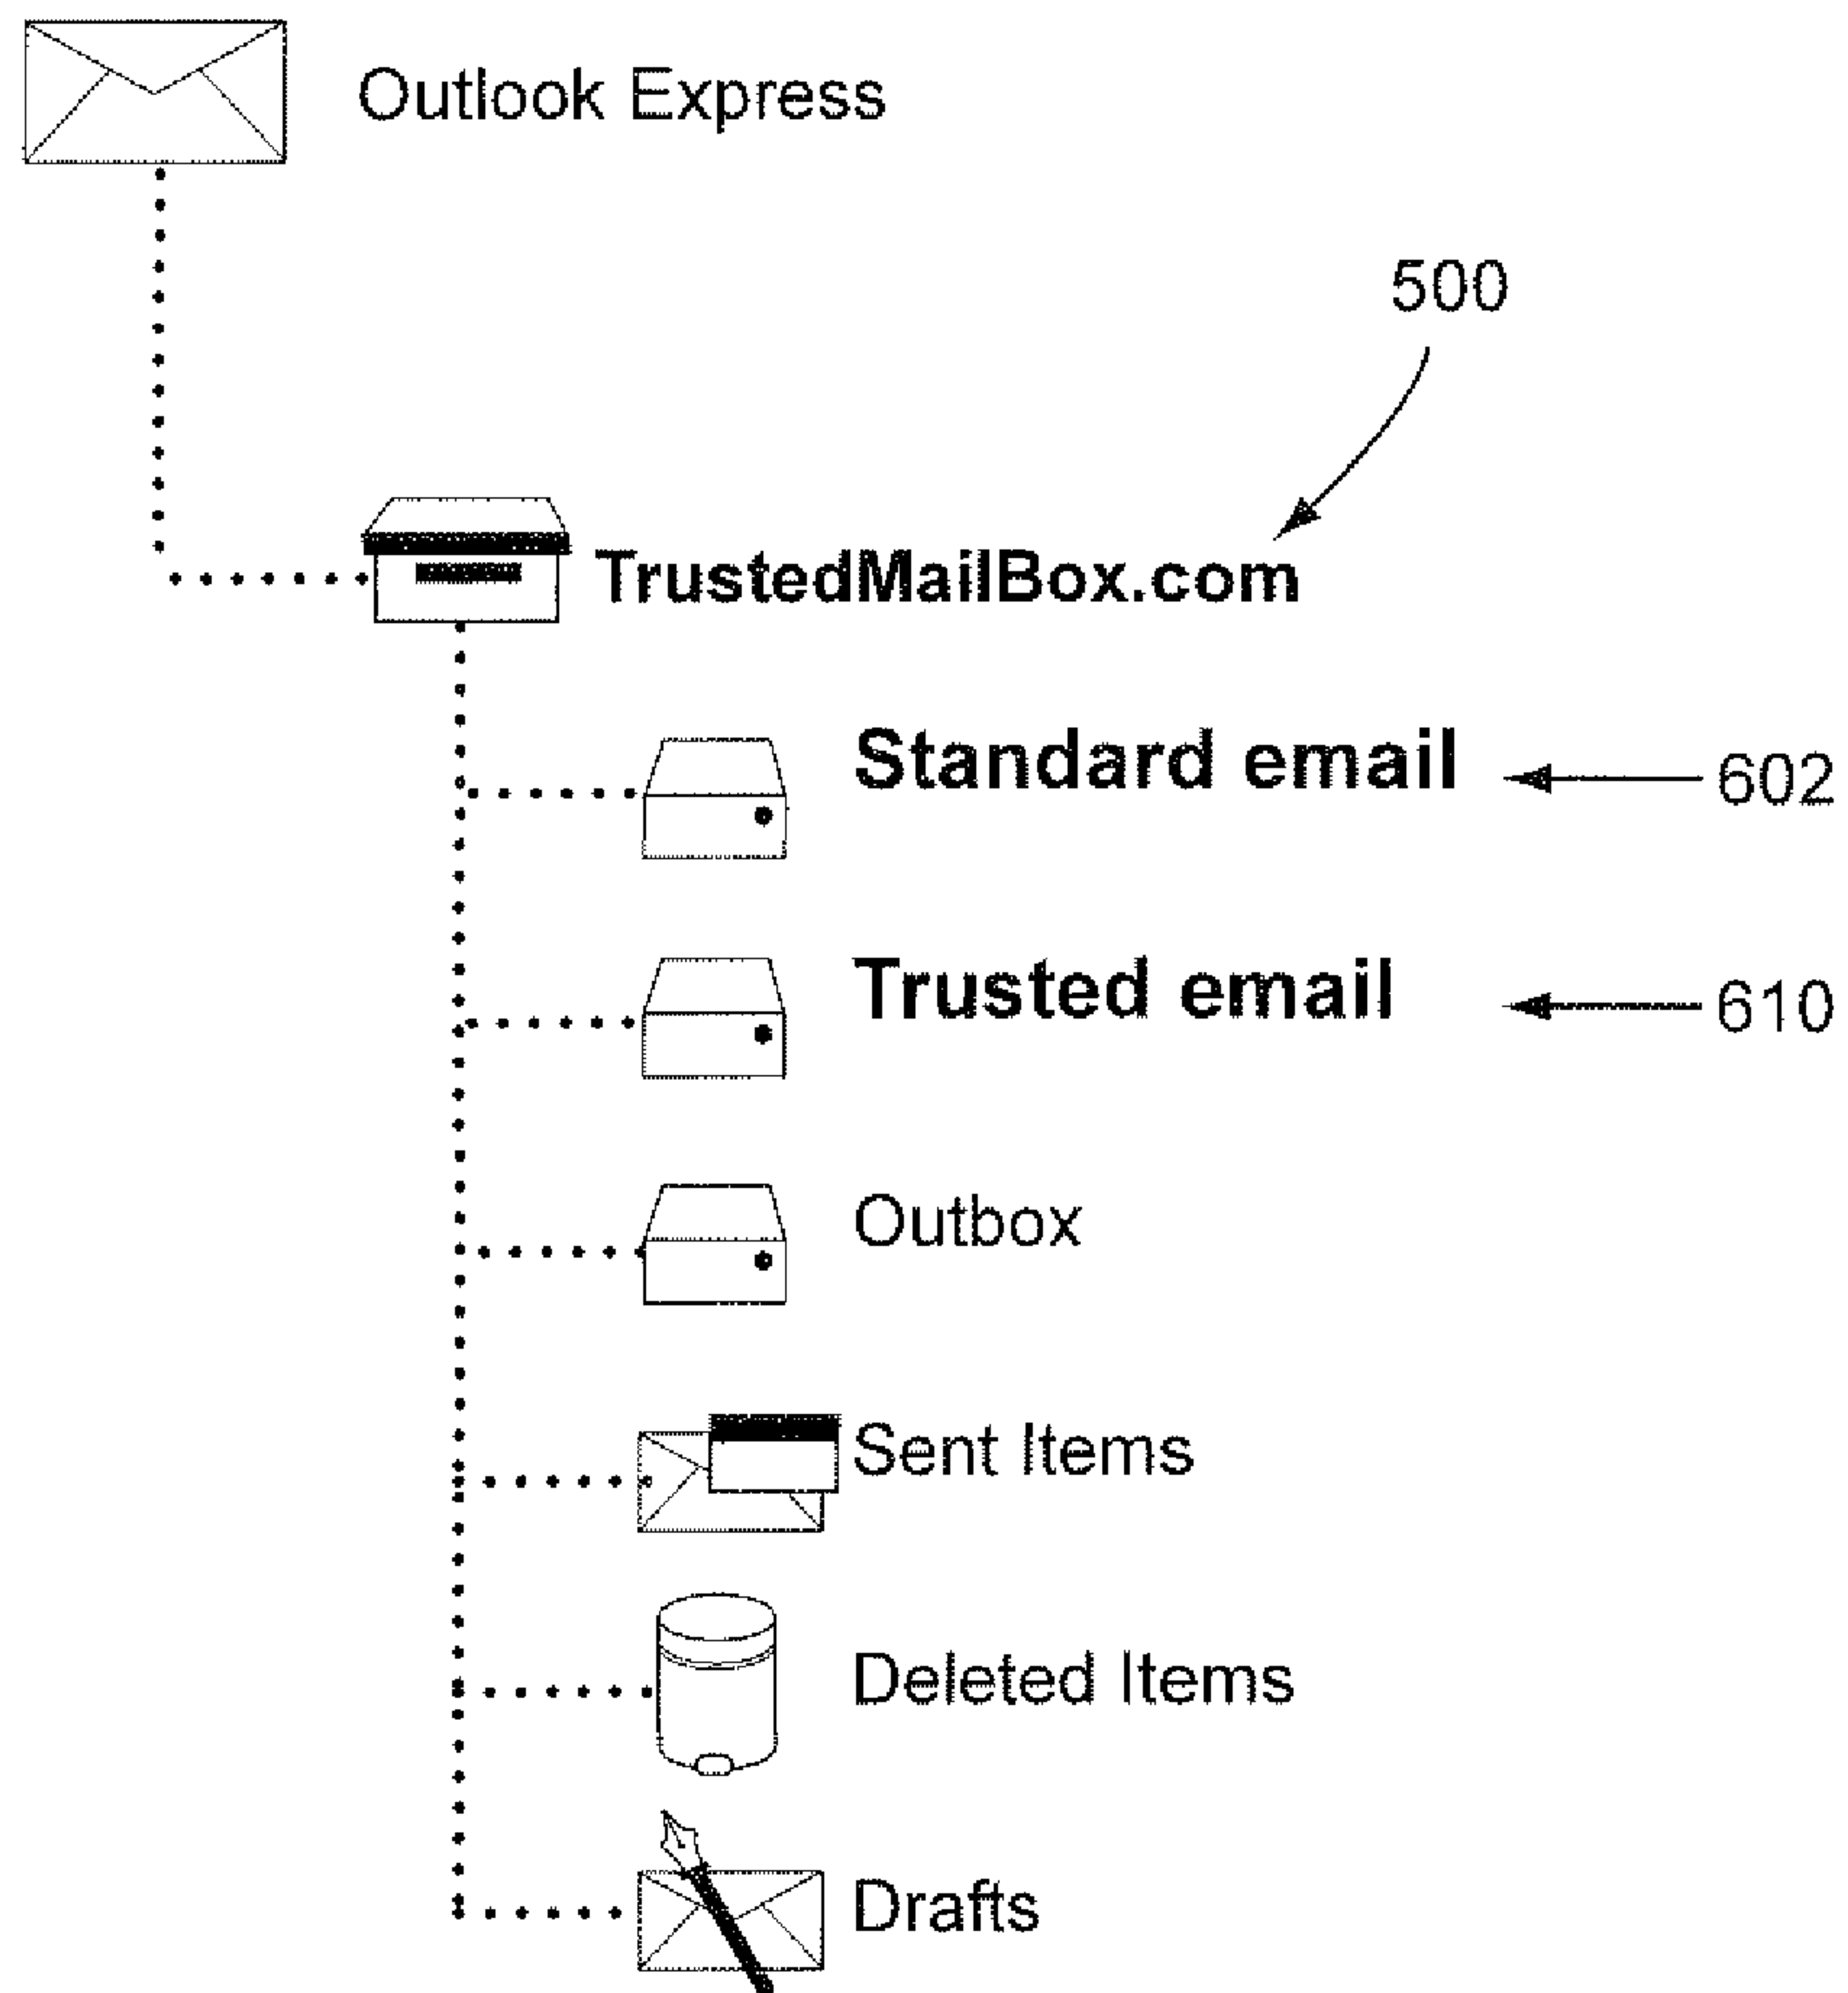 Outlook Express
500
TrustedMailBox.com
Standard email 602
Trusted email 610
Outbox
Sent Items
Deleted Items
Drafts